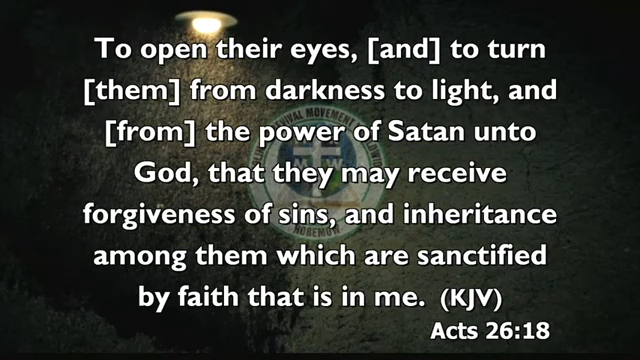 To open their eyes, [and] to turn
[them] from darkness to light, and
[from] the power of Satan unto
God, that they may receive
forgiveness of sins, and inheritance
among them which are sanctified
by faith that is in me. (KJV)
Acts 26:18
HOREMOW